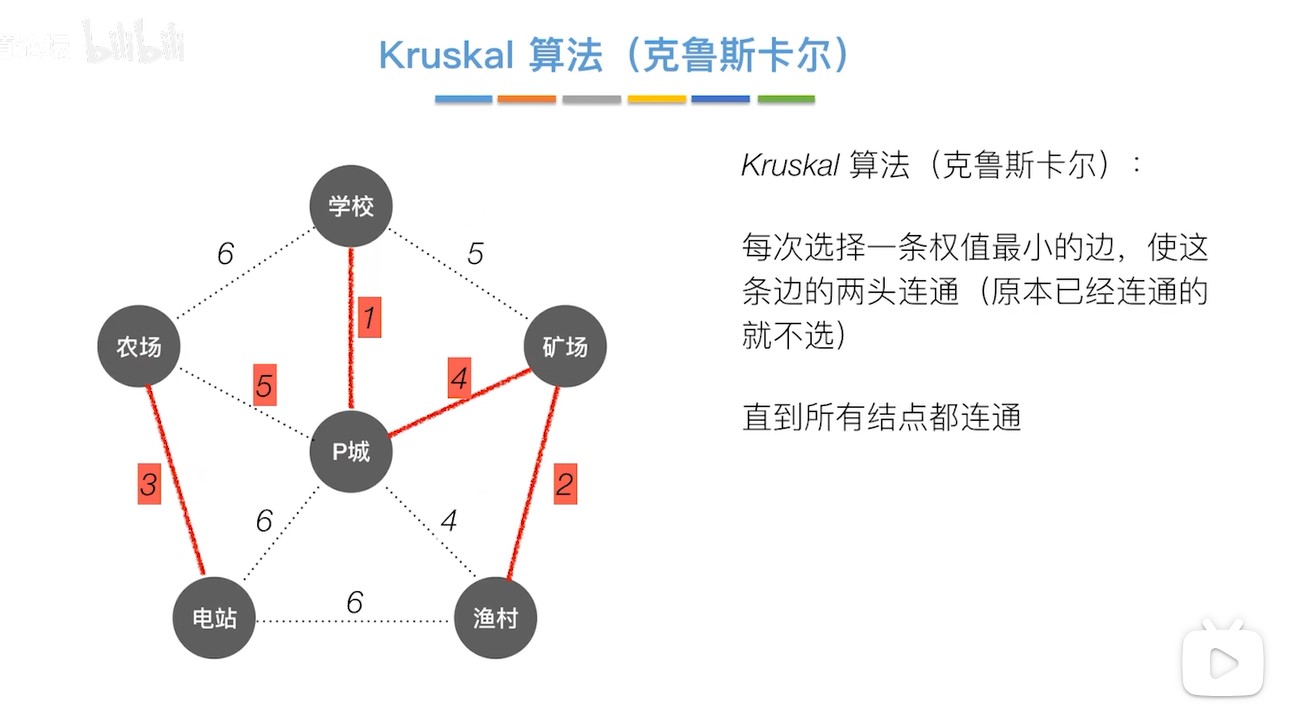 bilibili
Kruskal 算法（克鲁斯卡尔）
Kruskal 算法（克鲁斯卡尔）：
每次选择一条权值最小的边，使这
条边的两头连通（原本已经连通的
就不选）
直到所有结点都连通
学校
6
5
1
农场
矿场
5
4
P城
3
2
6
4
6
电站
渔村